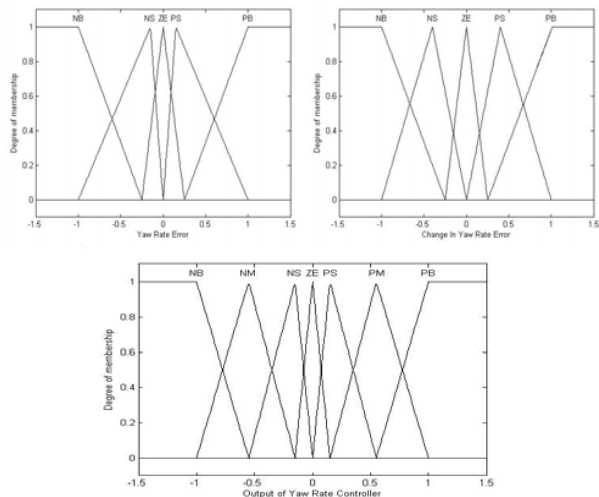 NB NS ZE PS PB
1
0.8
0.6
0.4
0.2
0
Degree of membership
-1.5 -1 -0.5 0 0.5 1 1.5
Yaw Rate Error
NB NS ZE PS PB
1
0.8
0.6
0.4
0.2
0
Degree of membership
-1.5 -1 -0.5 0 0.5 1 1.5
Change In Yaw Rate Error
NB NM NS ZE PS PM PB
1
0.8
0.6
0.4
0.2
0
Degree of membership
-1.5 -1 -0.5 0 0.5 1 1.5
Output of Yaw Rate Controller